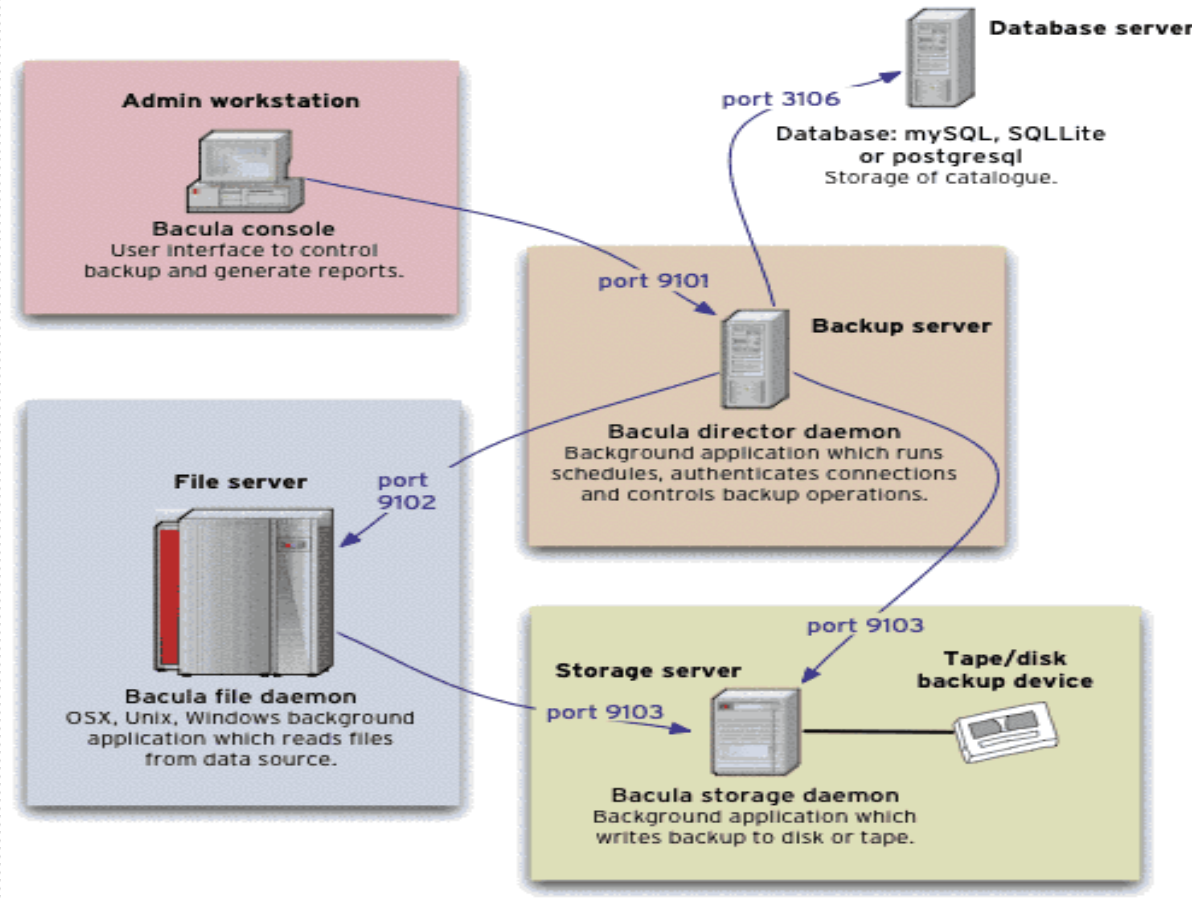 Database server
port 3106
Database: mySQL, SQLLite
or postgresql
Storage of catalogue.
Admin workstation
Bacula console
User interface to control
backup and generate reports.
port 9101
Backup server
Bacula director daemon
Background application which runs
schedules, authenticates connections
and controls backup operations.
File server
port
9102
Bacula file daemon
OSX, Unix, Windows background
application which reads files
from data source.
port 9103
Storage server
Tape/disk
backup device
port 9103
Bacula storage daemon
Background application which
writes backup to disk or tape.